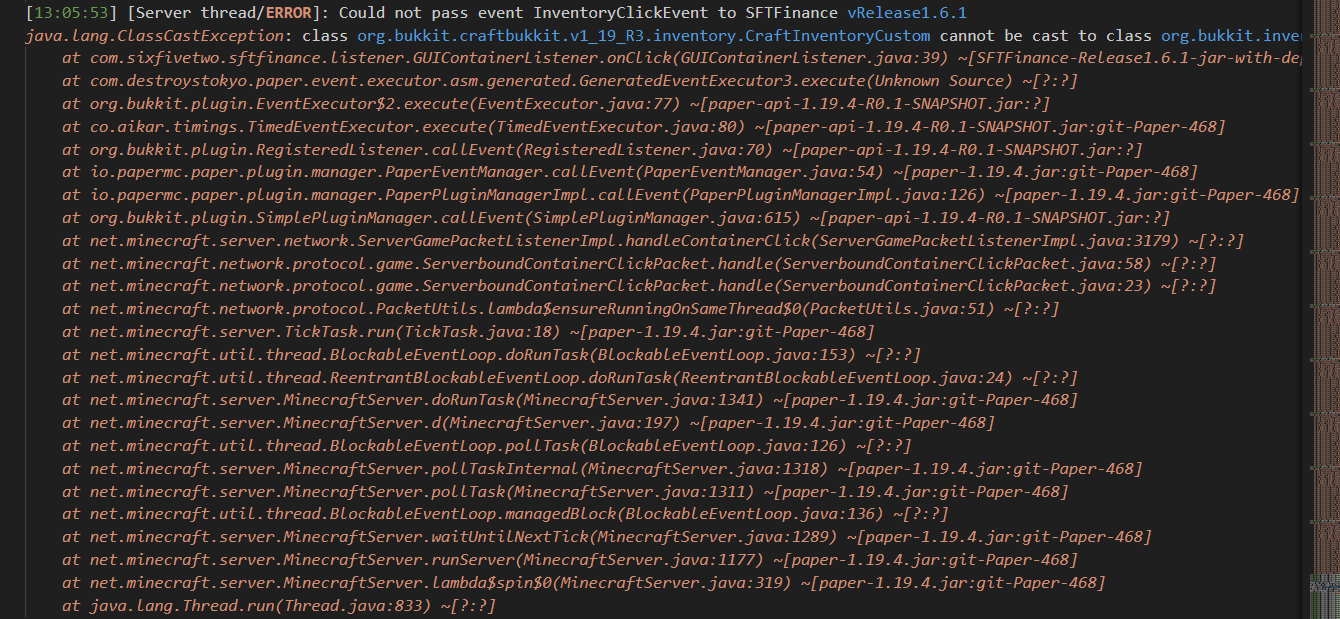 [13:05:53] [Server thread/ERROR]: Could not pass event InventoryClickEvent to SFTFinance vRelease1.6.1
java.lang.ClassCastException: class org.bukkit.craftbukkit.v1_19_R3.inventory.CraftInventoryCustom cannot be cast to class org.bukkit.inve
at com.sixfivetwo.sftfinance.listener.GUIContainerListener.onClick(GUIContainerListener.java:39) ~[SFTFinance-Release1.6.1-jar-with-dep
at com.destroystokyo.paper.event.executor.asm.generated.GeneratedEventExecutor3.execute(Unknown Source) ~[?:?]
at org.bukkit.plugin.EventExecutor$2.execute(EventExecutor.java:77) ~[paper-api-1.19.4-R0.1-SNAPSHOT.jar:?]
at co.aikar.timings.TimedEventExecutor.execute(TimedEventExecutor.java:80) ~[paper-api-1.19.4-R0.1-SNAPSHOT.jar:git-Paper-468]
at org.bukkit.plugin.RegisteredListener.callEvent(RegisteredListener.java:70) ~[paper-api-1.19.4-R0.1-SNAPSHOT.jar:?]
at io.papermc.paper.plugin.manager.PaperEventManager.callEvent(PaperEventManager.java:54) ~[paper-1.19.4.jar:git-Paper-468]
at io.papermc.paper.plugin.manager.PaperPluginManagerImpl.callEvent(PaperPluginManagerImpl.java:126) ~[paper-1.19.4.jar:git-Paper-468]
at org.bukkit.plugin.SimplePluginManager.callEvent(SimplePluginManager.java:615) ~[paper-api-1.19.4-R0.1-SNAPSHOT.jar:?]
at net.minecraft.server.network.ServerGamePacketListenerImpl.handleContainerClick(ServerGamePacketListenerImpl.java:3179) ~[?:?]
at net.minecraft.network.protocol.game.ServerboundContainerClickPacket.handle(ServerboundContainerClickPacket.java:58) ~[?:?]
at net.minecraft.network.protocol.game.ServerboundContainerClickPacket.handle(ServerboundContainerClickPacket.java:23) ~[?:?]
at net.minecraft.network.protocol.PacketUtils.lambda$ensureRunningOnSameThread$0(PacketUtils.java:51) ~[?:?]
at net.minecraft.server.TickTask.run(TickTask.java:18) ~[paper-1.19.4.jar:git-Paper-468]
at net.minecraft.util.thread.BlockableEventLoop.doRunTask(BlockableEventLoop.java:153) ~[?:?]
at net.minecraft.util.thread.ReentrantBlockableEventLoop.doRunTask(ReentrantBlockableEventLoop.java:24) ~[?:?]
at net.minecraft.server.MinecraftServer.doRunTask(MinecraftServer.java:1341) ~[paper-1.19.4.jar:git-Paper-468]
at net.minecraft.server.MinecraftServer.d(MinecraftServer.java:197) ~[paper-1.19.4.jar:git-Paper-468]
at net.minecraft.util.thread.BlockableEventLoop.pollTask(BlockableEventLoop.java:126) ~[?:?]
at net.minecraft.server.MinecraftServer.pollTaskInternal(MinecraftServer.java:1318) ~[paper-1.19.4.jar:git-Paper-468]
at net.minecraft.server.MinecraftServer.pollTask(MinecraftServer.java:1311) ~[paper-1.19.4.jar:git-Paper-468]
at net.minecraft.util.thread.BlockableEventLoop.managedBlock(BlockableEventLoop.java:136) ~[?:?]
at net.minecraft.server.MinecraftServer.waitUntilNextTick(MinecraftServer.java:1289) ~[paper-1.19.4.jar:git-Paper-468]
at net.minecraft.server.MinecraftServer.runServer(MinecraftServer.java:1177) ~[paper-1.19.4.jar:git-Paper-468]
at net.minecraft.server.MinecraftServer.lambda$spin$0(MinecraftServer.java:319) ~[paper-1.19.4.jar:git-Paper-468]
at java.lang.Thread.run(Thread.java:833) ~[?:?]